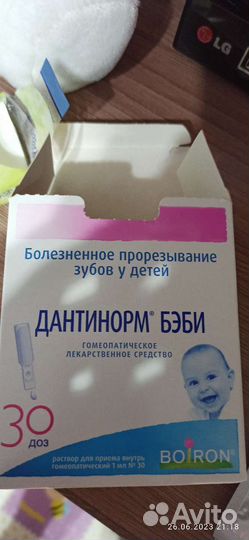 LG
Болезненное прорезывание
зубов у детей
ДАНТИНОРМ® БЭБИ
ГОМЕОПАТИЧЕСКОЕ
ЛЕКАРСТВЕННОЕ СРЕДСТВО
30 ДОЗ
BOIRON
раствор для приема внутрь
гомеопатический 1 мл № 30
Avito
26.06.2023 21:18